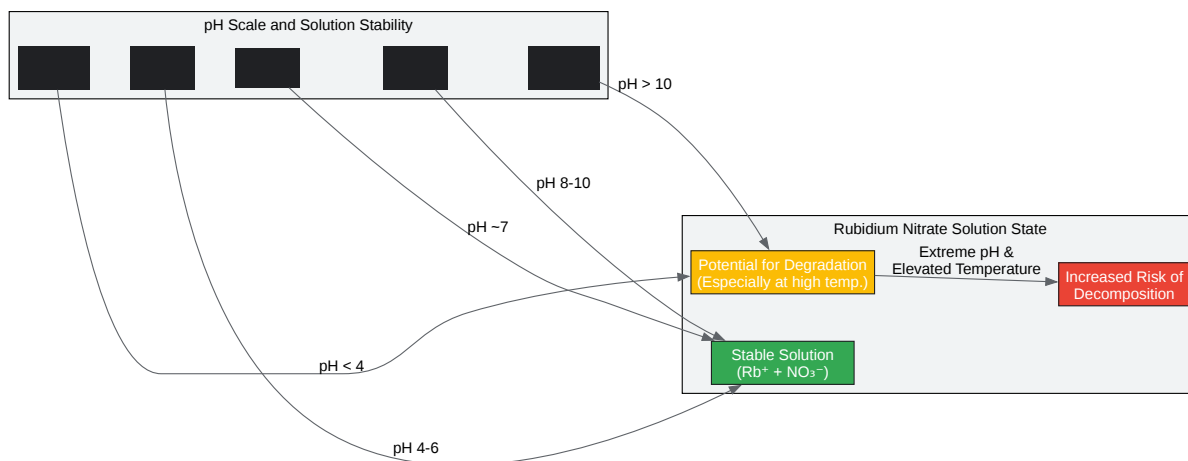 pH Scale and Solution Stability
pH > 10
pH 8-10
pH ~7
Rubidium Nitrate Solution State
Potential for Degradation
(Especially at high temp.)
Extreme pH &
Elevated Temperature
Increased Risk of
Decomposition
Stable Solution
(Rb⁺ + NO₃⁻)
pH < 4
pH 4-6